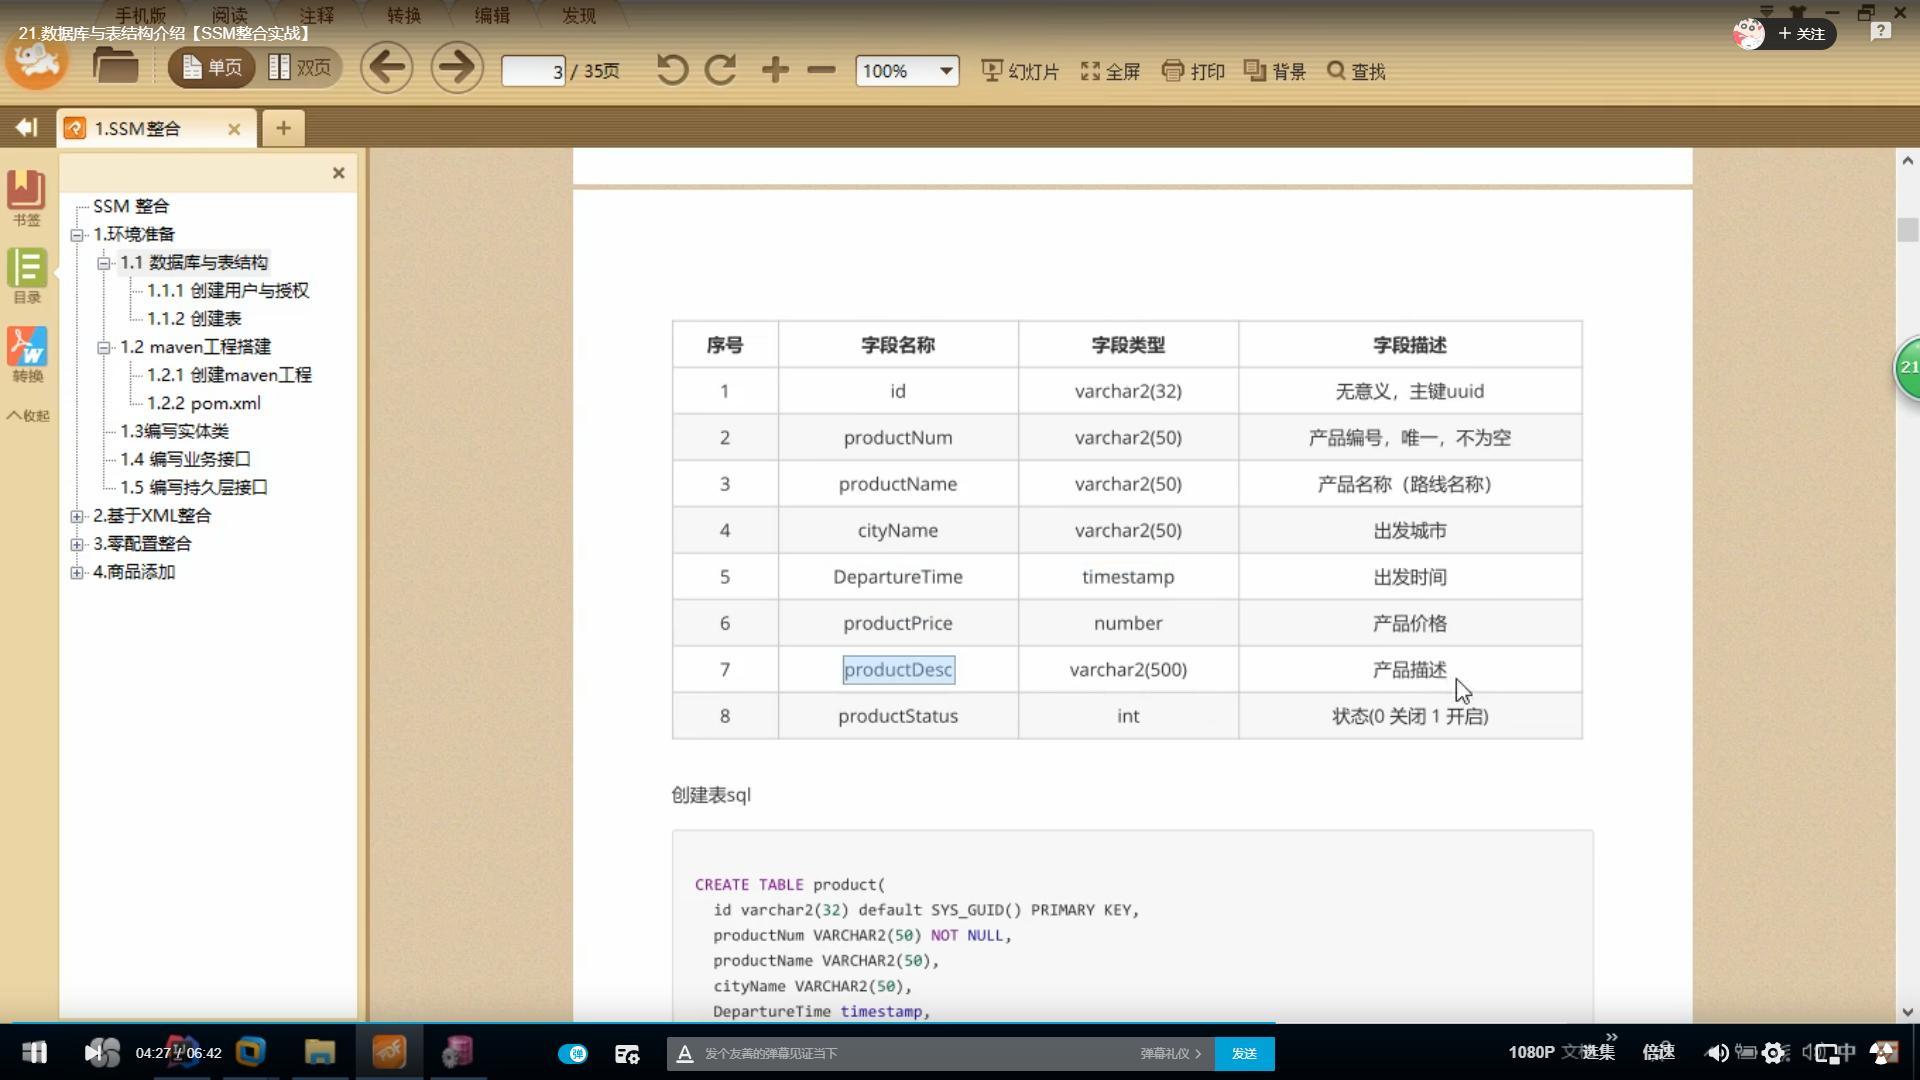 手机版 阅读 注释 转换 编辑 发现
21.数据库与表结构介绍【SSM整合实战】
+ 关注
单页 双页 3 / 35页 100% 幻灯片 全屏 打印 背景 查找
1.SSM整合
书签
目录
转换
收起
SSM 整合
1.环境准备
1.1 数据库与表结构
1.1.1 创建用户与授权
1.1.2 创建表
1.2 maven工程搭建
1.2.1 创建maven工程
1.2.2 pom.xml
1.3编写实体类
1.4 编写业务接口
1.5 编写持久层接口
2.基于XML整合
3.零配置整合
4.商品添加
序号 字段名称 字段类型 字段描述
1 id varchar2(32) 无意义，主键uuid
2 productNum varchar2(50) 产品编号，唯一，不为空
3 productName varchar2(50) 产品名称（路线名称）
4 cityName varchar2(50) 出发城市
5 DepartureTime timestamp 出发时间
6 productPrice number 产品价格
7 productDesc varchar2(500) 产品描述
8 productStatus int 状态(0 关闭 1 开启)
创建表sql
CREATE TABLE product(
id varchar2(32) default SYS_GUID() PRIMARY KEY,
productNum VARCHAR2(50) NOT NULL,
productName VARCHAR2(50),
cityName VARCHAR2(50),
DepartureTime timestamp,
21
04:27 / 06:42
弹
发个友善的弹幕见证当下
弹幕礼仪
发送
1080P
选集
倍速
中